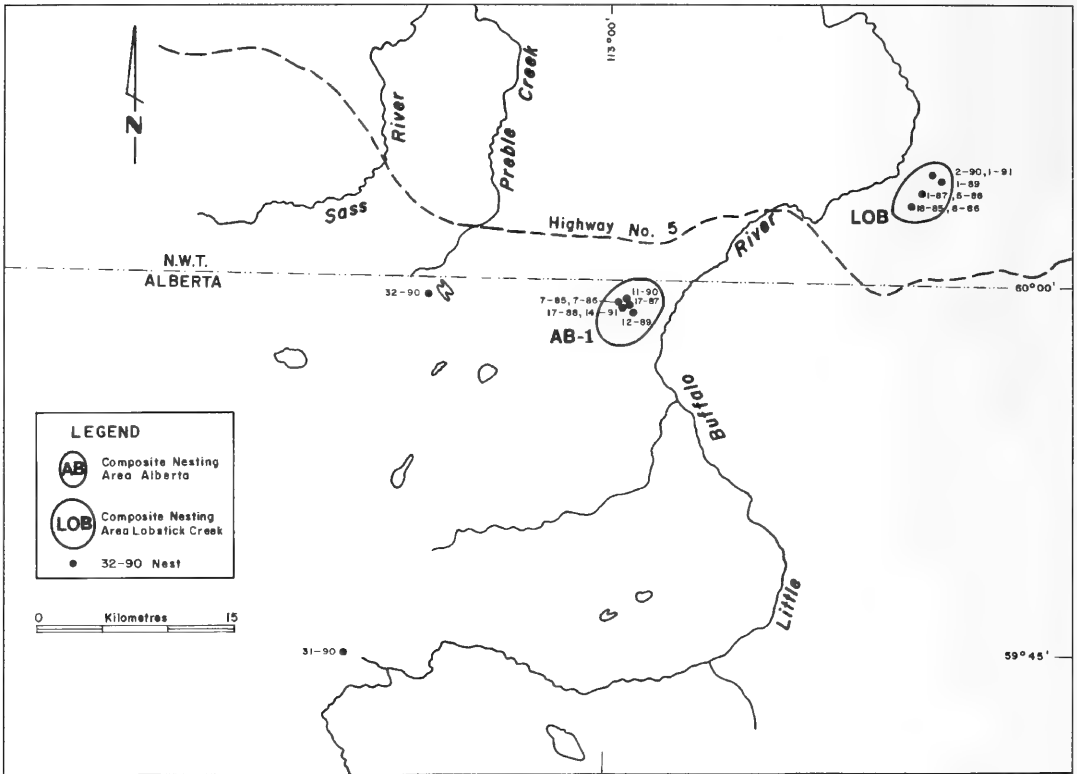 113°00'
N
River
Preble Creek
Sass
Highway No. 5
River
LOB
2-90, 1-91
1-89
1-87, 5-88
18-85, 8-86
N.W.T.
ALBERTA
60°00'
32-90
11-90
7-85, 7-86
17-87
17-88, 14-91
12-89
AB-1
Buffalo
Little
LEGEND
AB
Composite Nesting
Area Alberta
LOB
Composite Nesting
Area Lobstick Creek
32-90 Nest
0 Kilometres 15
31-90
59°45'